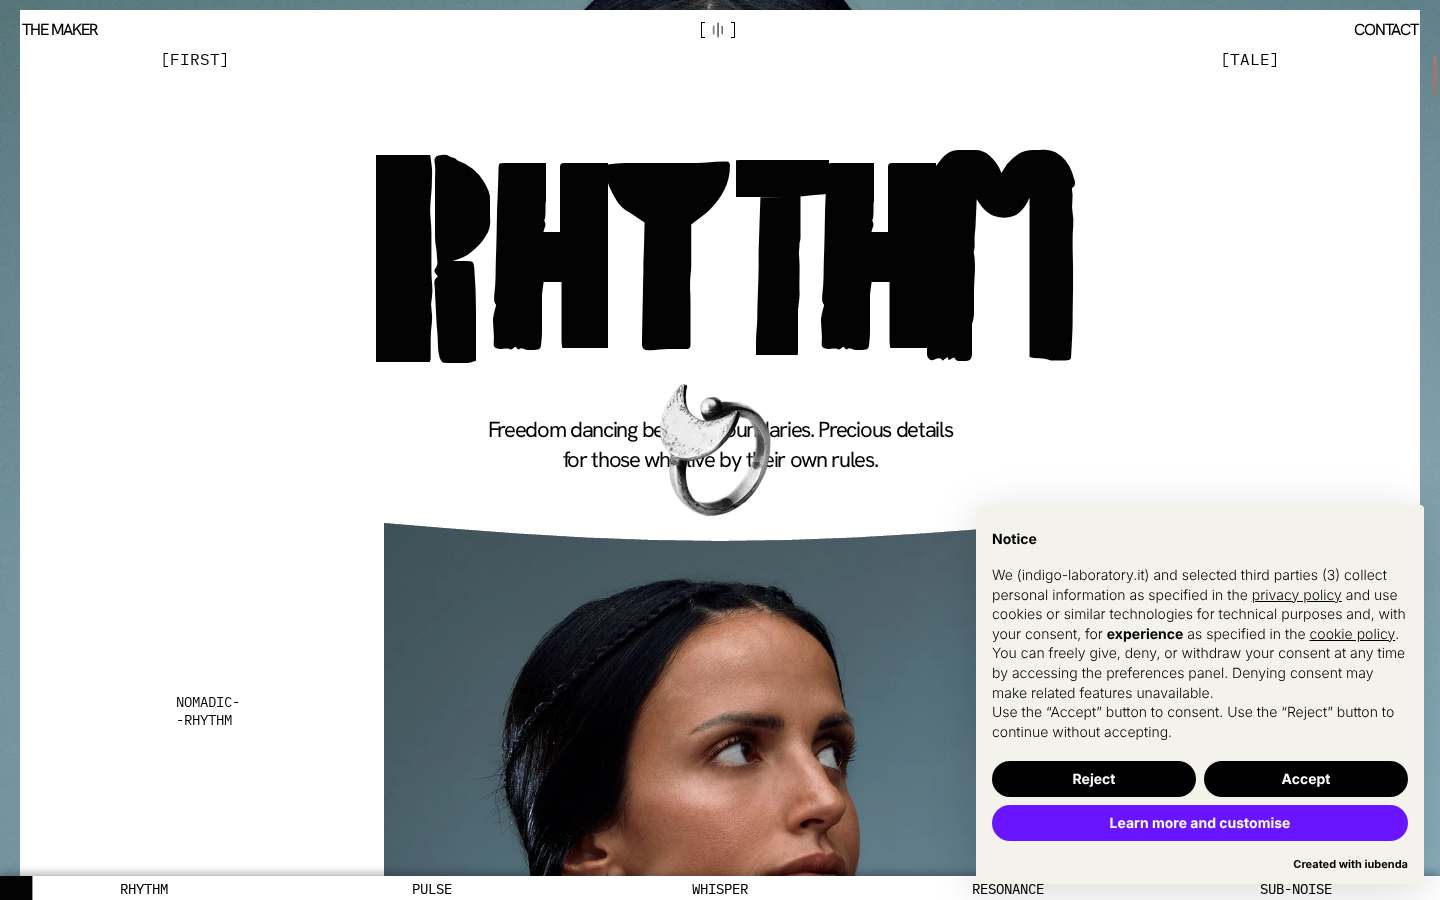 THE MAKER
CONTACT
[FIRST]
[TALE]
RHYTHM
Freedom dancing be oundaries. Precious details
for those who live by their own rules.
NOMADIC-
-RHYTHM
Notice
We (indigo-laboratory.it) and selected third parties (3) collect
personal information as specified in the privacy policy and use
cookies or similar technologies for technical purposes and, with
your consent, for experience as specified in the cookie policy.
You can freely give, deny, or withdraw your consent at any time
by accessing the preferences panel. Denying consent may
make related features unavailable.
Use the “Accept” button to consent. Use the “Reject” button to
continue without accepting.
Reject
Accept
Learn more and customise
Created with iubenda
RHYTHM
PULSE
WHISPER
RESONANCE
SUB-NOISE